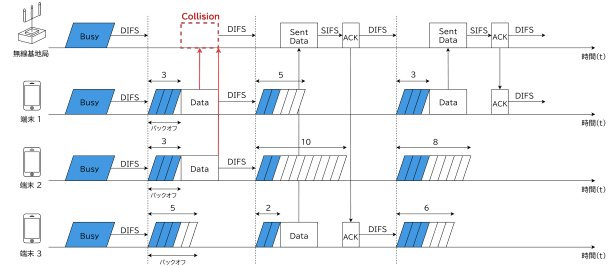 Collision
Busy DIFS DIFS Sent Data SIFS ACK DIFS Sent Data SIFS ACK DIFS
無線基地局
時間(t)
3 5 3
Busy DIFS Data DIFS Data ACK DIFS
端末 1
バックオフ
時間(t)
3 10 8
Busy DIFS Data DIFS
端末 2
バックオフ
時間(t)
5 2 6
Busy DIFS Data ACK DIFS
端末 3
バックオフ
時間(t)